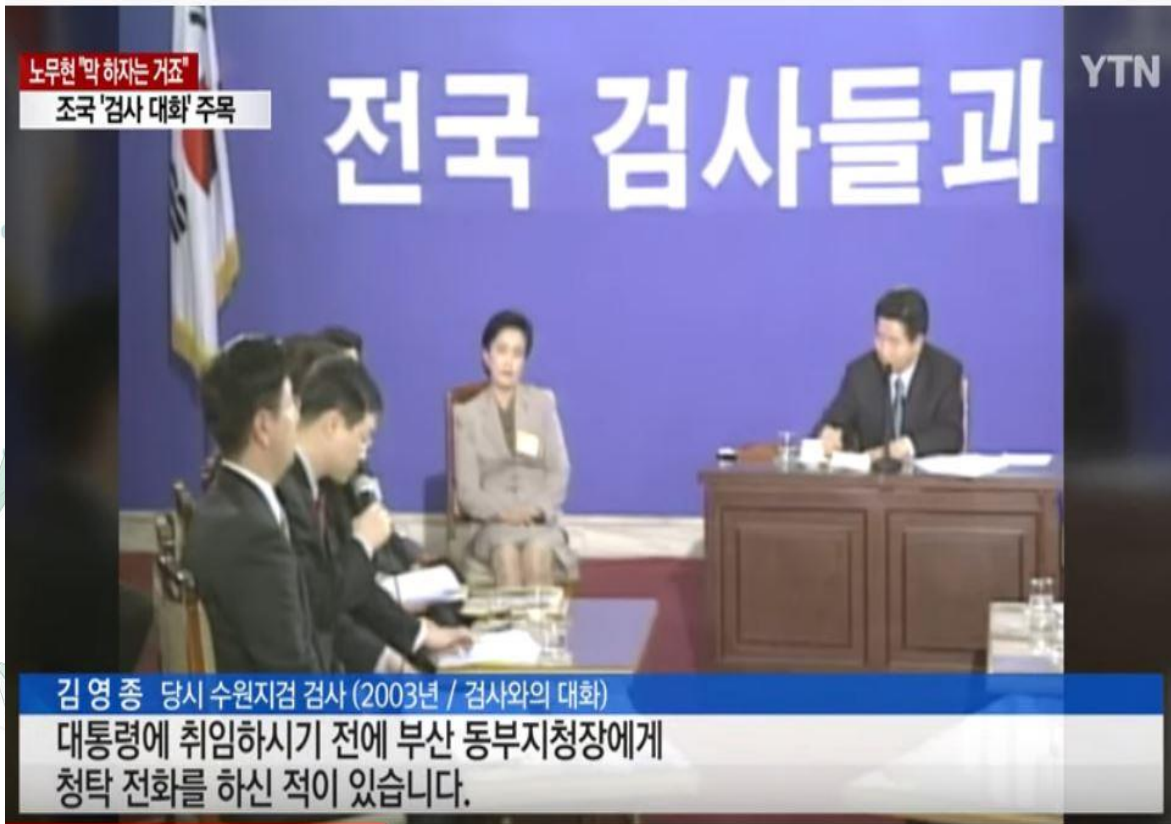 노무현 "막 하자는 거죠"
조국 '검사 대화' 주목
YTN
전국 검사들과
김영종 당시 수원지검 검사 (2003년 / 검사와의 대화)
대통령에 취임하시기 전에 부산 동부지청장에게
청탁 전화를 하신 적이 있습니다.